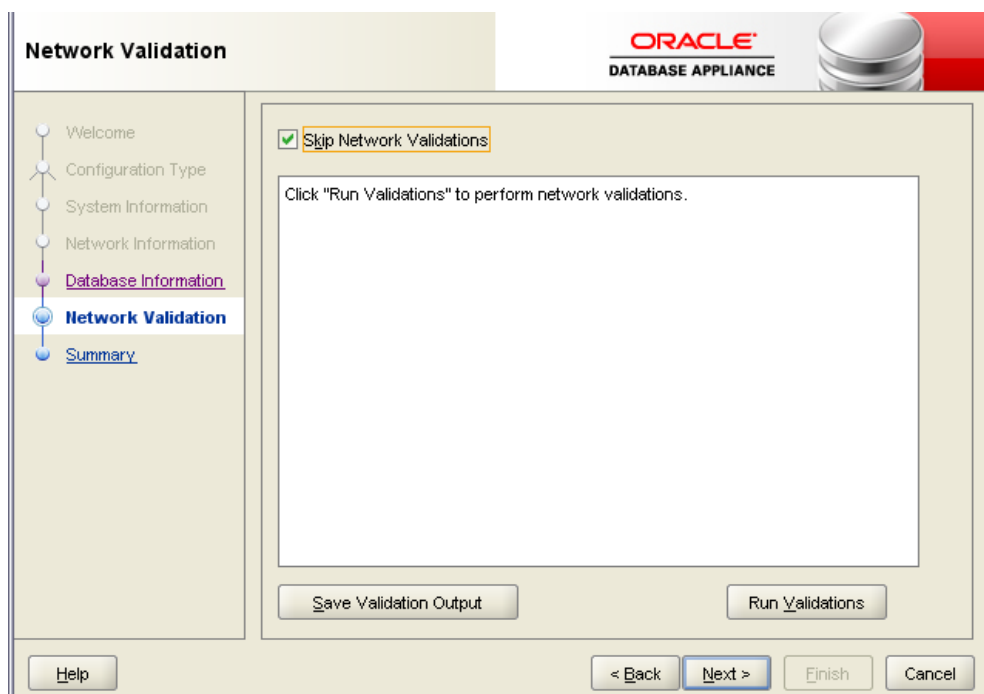 Network Validation
ORACLE
DATABASE APPLIANCE
Welcome
Configuration Type
System Information
Network Information
Database Information
Network Validation
Summary
Skip Network Validations
Click "Run Validations" to perform network validations.
Save Validation Output
Run Validations
Help
< Back
Next >
Finish
Cancel